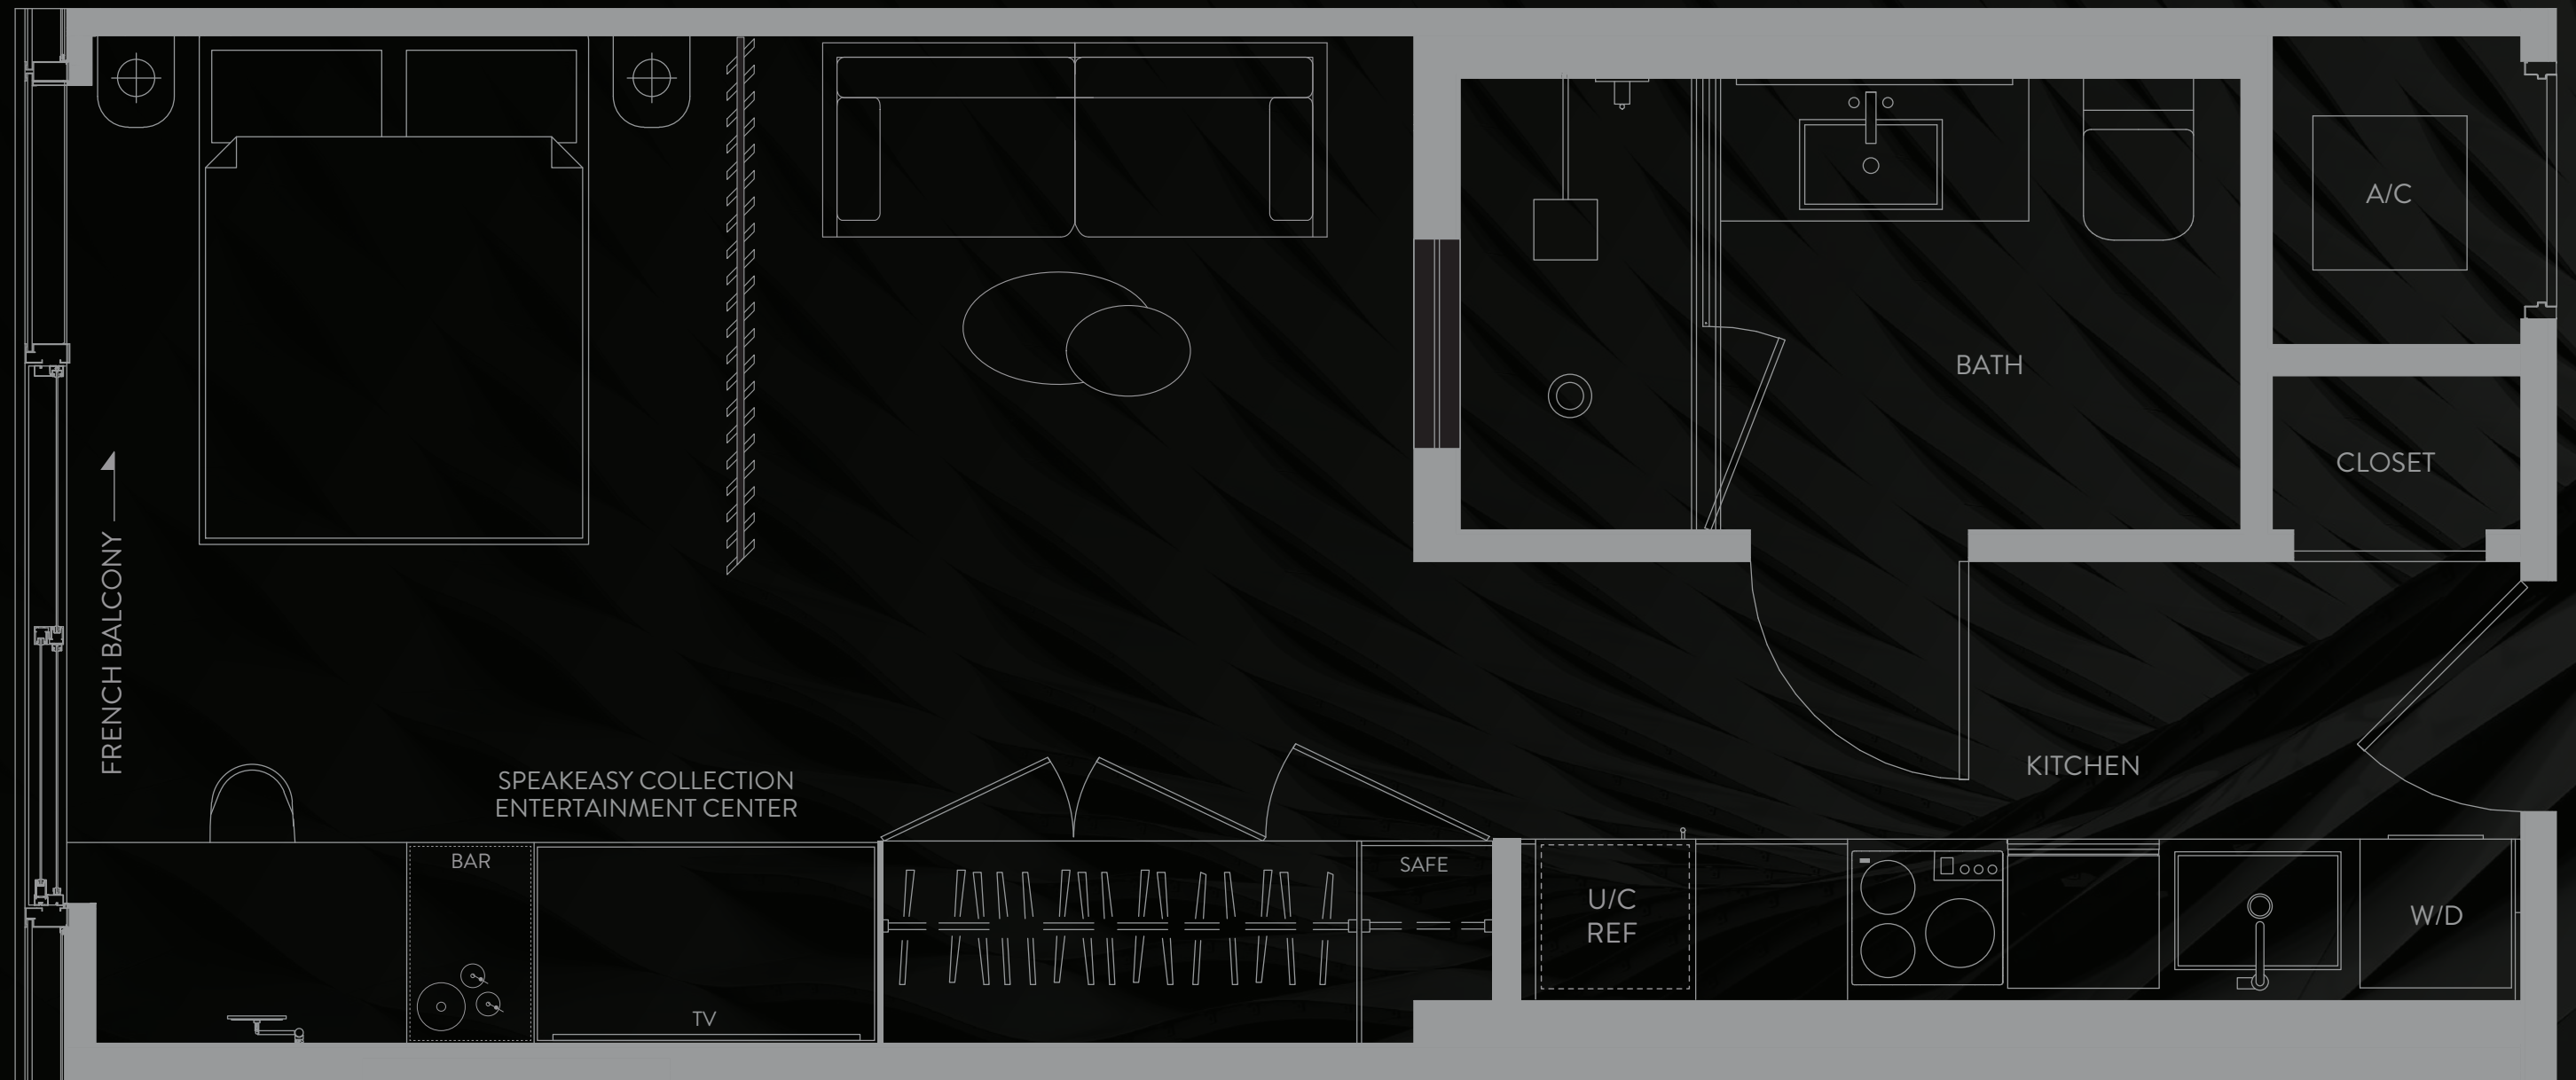 A/C
BATH
CLOSET
FRENCH BALCONY
SPEAKEASY COLLECTION
ENTERTAINMENT CENTER
KITCHEN
BAR
SAFE
U/C
REF
W/D
TV